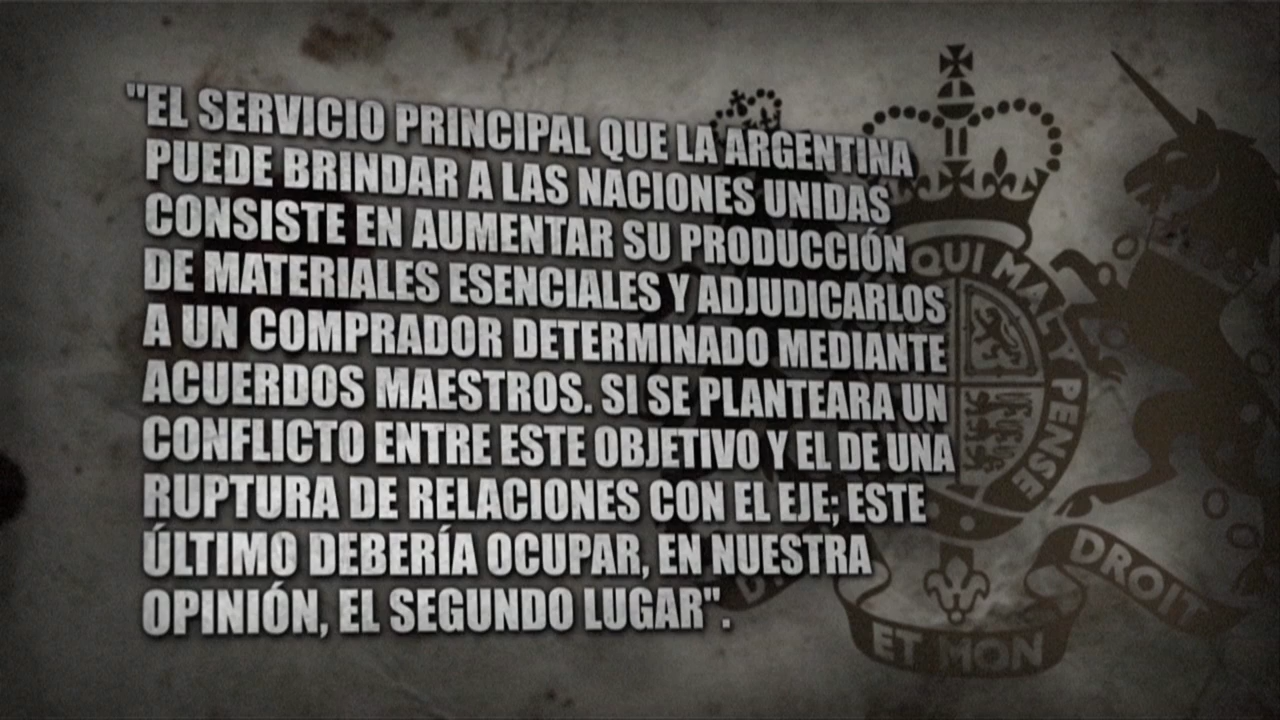 "EL SERVICIO PRINCIPAL QUE LA ARGENTINA
PUEDE BRINDAR A LAS NACIONES UNIDAS
CONSISTE EN AUMENTAR SU PRODUCCIÓN
DE MATERIALES ESENCIALES Y ADJUDICARLOS
A UN COMPRADOR DETERMINADO MEDIANTE
ACUERDOS MAESTROS. SI SE PLANTEARA UN
CONFLICTO ENTRE ESTE OBJETIVO Y EL DE UNA
RUPTURA DE RELACIONES CON EL EJE; ESTE
ÚLTIMO DEBERÍA OCUPAR, EN NUESTRA
OPINIÓN, EL SEGUNDO LUGAR".
QUI MAL Y PENSE
ET MON
DROIT